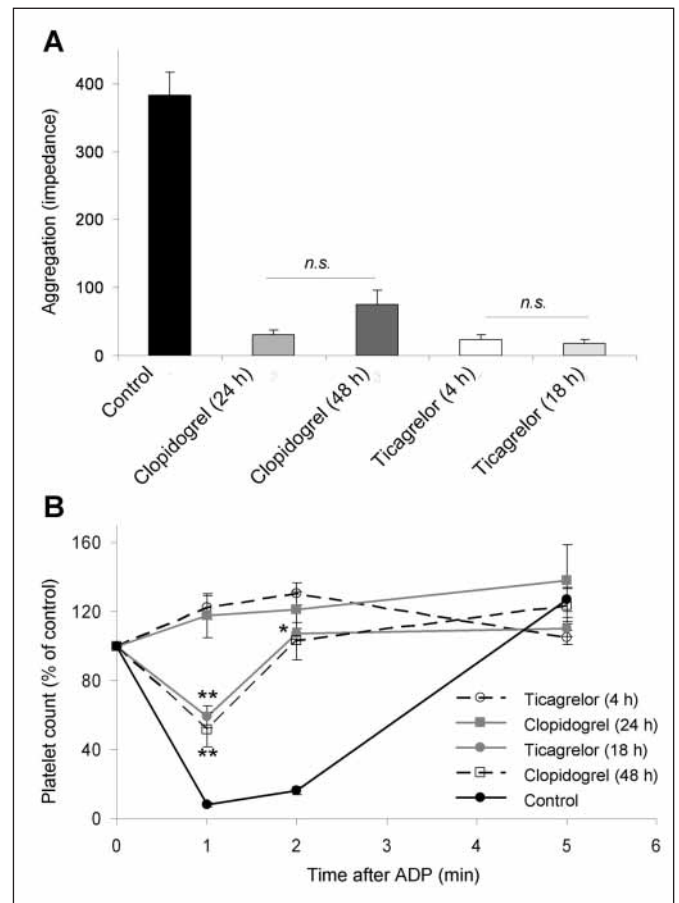 A
Aggregation (impedance)
400
300
200
100
0
n.s.
n.s.
Control
Clopidogrel (24 h)
Clopidogrel (48 h)
Ticagrelor (4 h)
Ticagrelor (18 h)
B
Platelet count (% of control)
160
120
80
40
0
*
**
**
Ticagrelor (4 h)
Clopidogrel (24 h)
Ticagrelor (18 h)
Clopidogrel (48 h)
Control
0 1 2 3 4 5 6
Time after ADP (min)